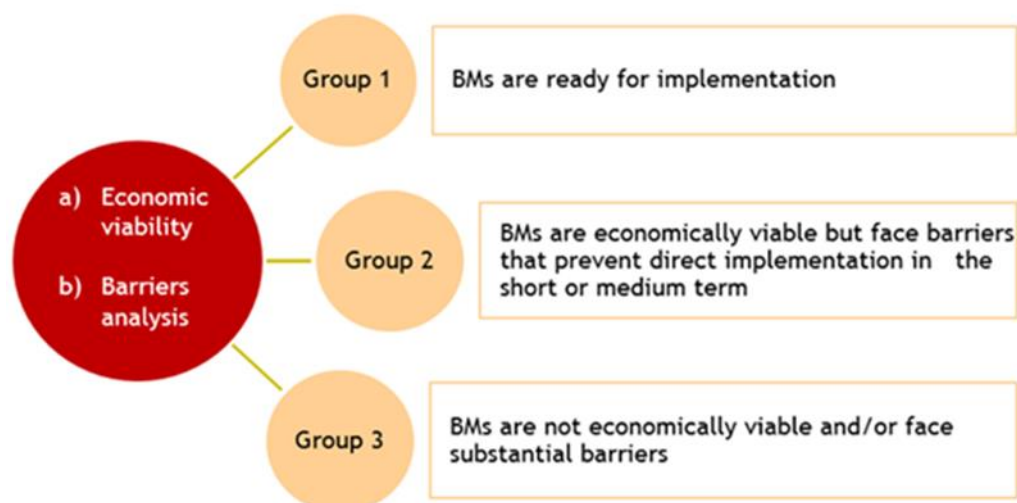 a) Economic
viability
b) Barriers
analysis
Group 1
BMs are ready for implementation
Group 2
BMs are economically viable but face barriers
that prevent direct implementation in the
short or medium term
Group 3
BMs are not economically viable and/or face
substantial barriers